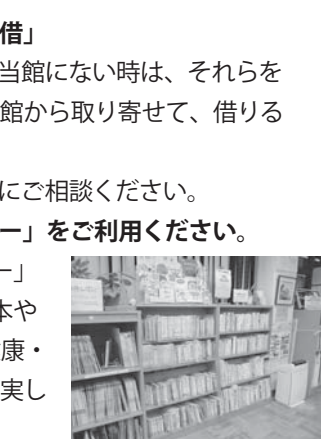 借」
当館にない時は、それらを
館から取り寄せて、借りる
にご相談ください。
ー」をご利用ください。
ー」
本や
康・
実し